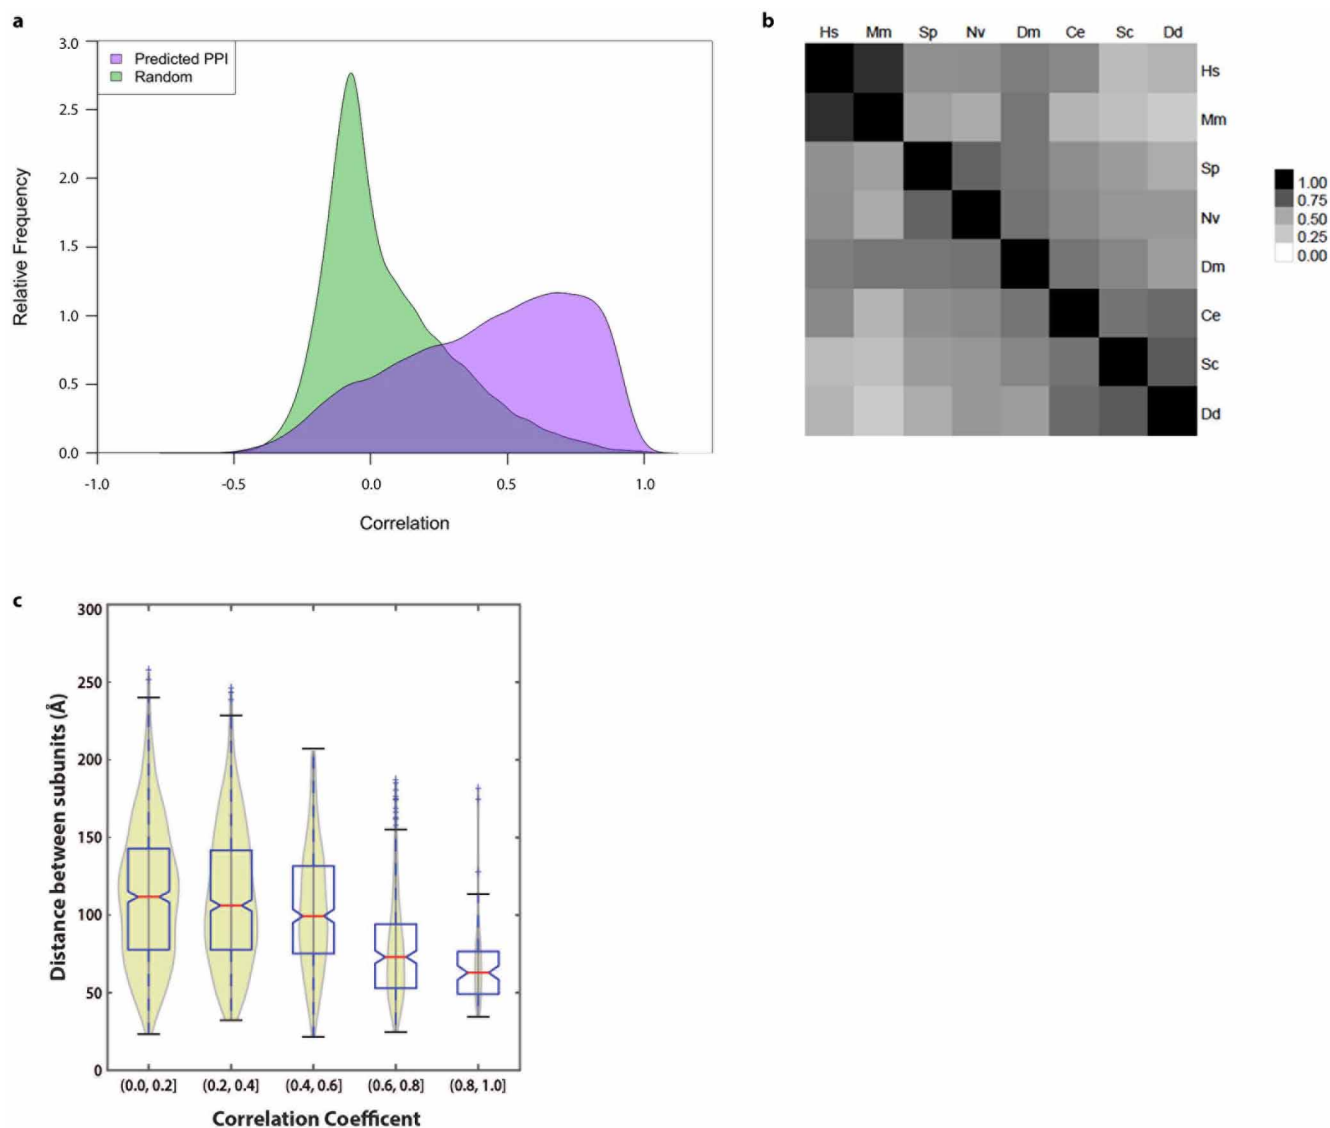 a
3.0
2.5
2.0
1.5
1.0
0.5
0.0
Relative Frequency
Predicted PPI
Random
-1.0 -0.5 0.0 0.5 1.0
Correlation
b
Hs Mm Sp Nv Dm Ce Sc Dd
Hs
Mm
Sp
Nv
Dm
Ce
Sc
Dd
1.00
0.75
0.50
0.25
0.00
c
300
250
200
150
100
50
0
Distance between subunits (Å)
(0.0, 0.2] (0.2, 0.4] (0.4, 0.6] (0.6, 0.8] (0.8, 1.0]
Correlation Coefficent